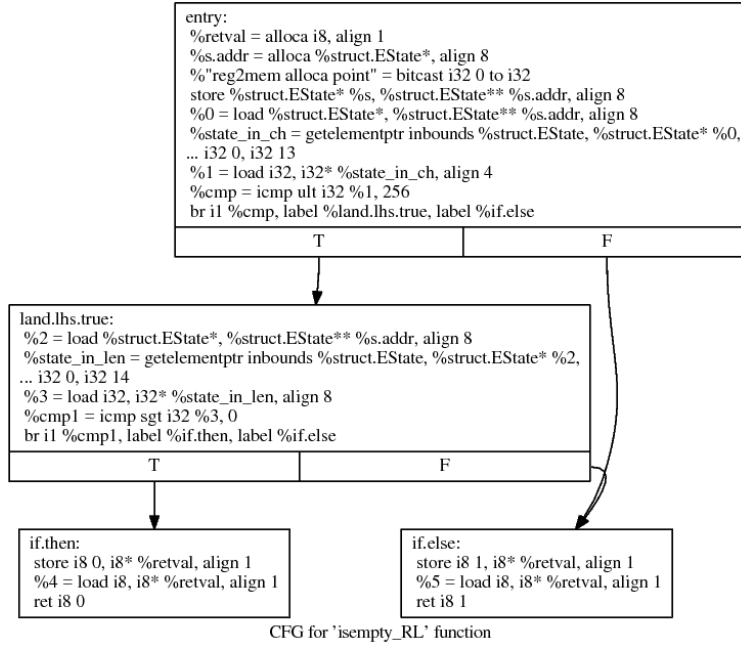 entry:
%retval = alloca i8, align 1
%s.addr = alloca %struct.EState*, align 8
%"reg2mem alloca point" = bitcast i32 0 to i32
store %struct.EState* %s, %struct.EState** %s.addr, align 8
%0 = load %struct.EState*, %struct.EState** %s.addr, align 8
%state_in_ch = getelementptr inbounds %struct.EState, %struct.EState* %0,
... i32 0, i32 13
%1 = load i32, i32* %state_in_ch, align 4
%cmp = icmp ult i32 %1, 256
br i1 %cmp, label %land.lhs.true, label %if.else
T
F
land.lhs.true:
%2 = load %struct.EState*, %struct.EState** %s.addr, align 8
%state_in_len = getelementptr inbounds %struct.EState, %struct.EState* %2,
... i32 0, i32 14
%3 = load i32, i32* %state_in_len, align 8
%cmp1 = icmp sgt i32 %3, 0
br i1 %cmp1, label %if.then, label %if.else
T
F
if.then:
store i8 0, i8* %retval, align 1
%4 = load i8, i8* %retval, align 1
ret i8 0
if.else:
store i8 1, i8* %retval, align 1
%5 = load i8, i8* %retval, align 1
ret i8 1
CFG for 'isempty_RL' function